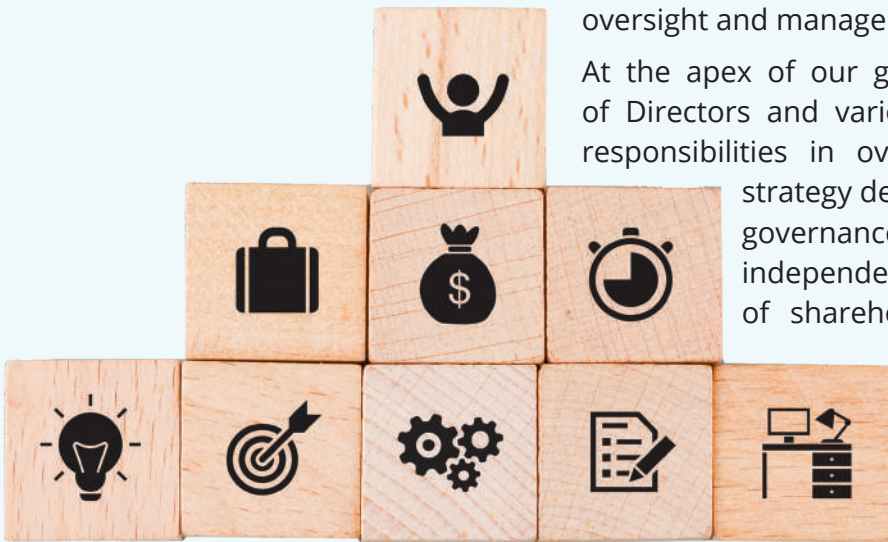 oversight and manage
At the apex of our g
of Directors and vari
responsibilities in ov
strategy de
governance
independe
of shareho
$